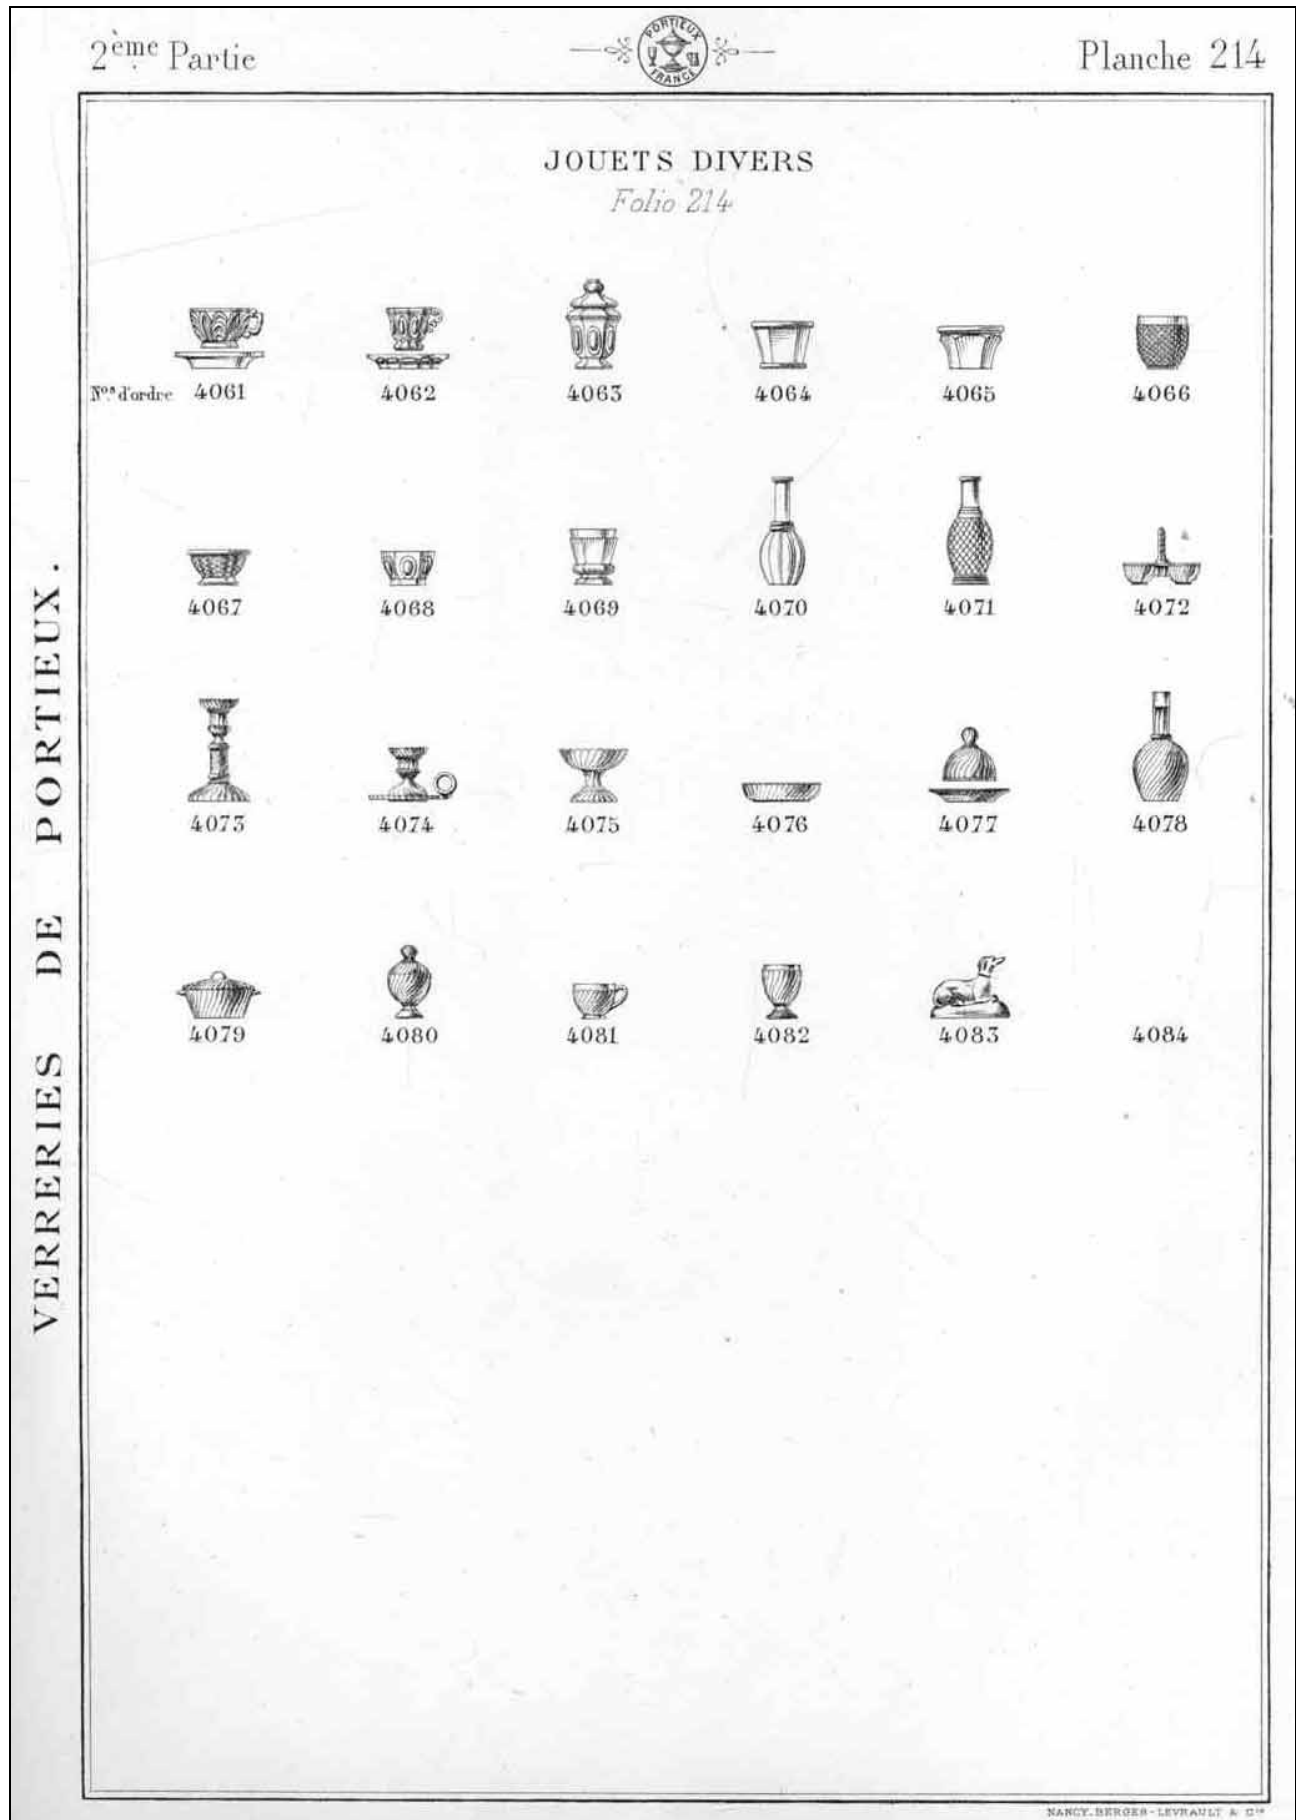 2ème Partie
PORTIEUX
FRANCE
Planche 214
JOUETS DIVERS
Folio 214
Nos d'ordre 4061 4062 4063 4064 4065 4066
4067 4068 4069 4070 4071 4072
4073 4074 4075 4076 4077 4078
4079 4080 4081 4082 4083 4084
VERRERIES DE PORTIEUX.
NANCY. BERGER-LEVRAULT & Cie